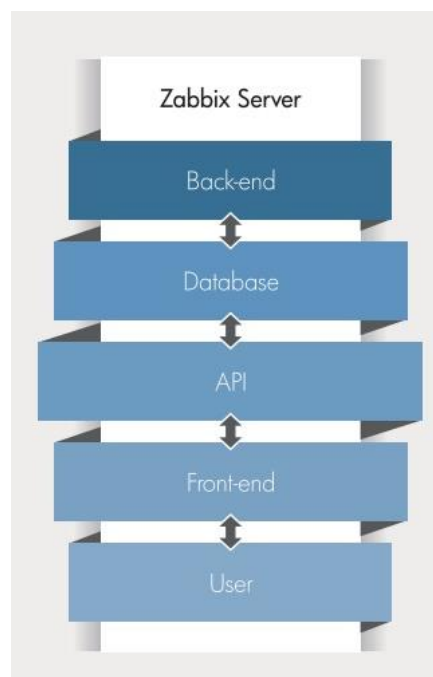 Zabbix Server
Back-end
Database
API
Front-end
User